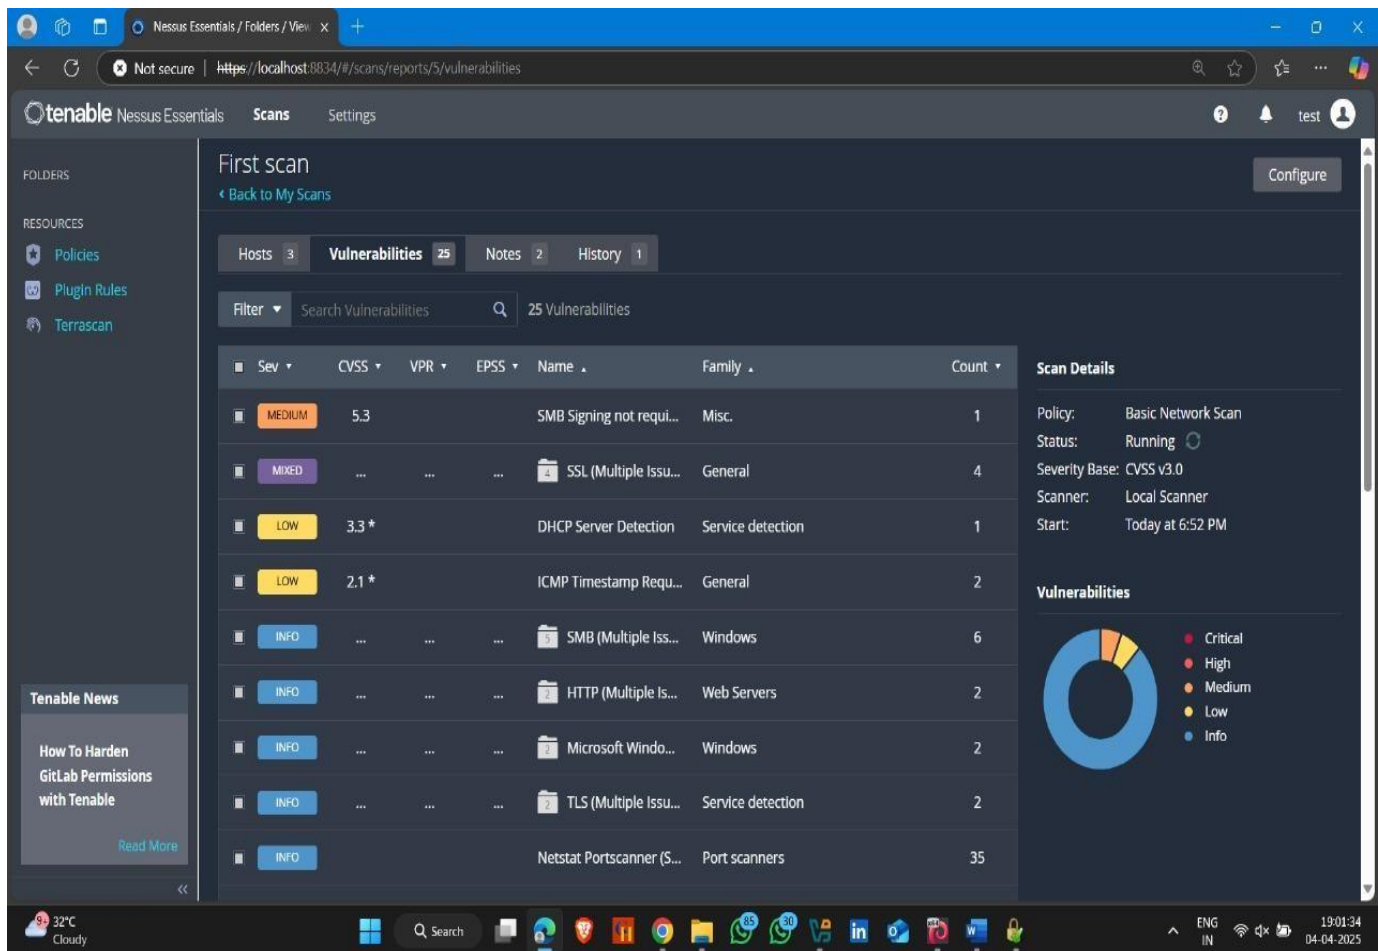 Nessus Essentials / Folders / View
Not secure https://localhost:8834/#/scans/reports/5/vulnerabilities
tenable Nessus Essentials Scans Settings test
FOLDERS
RESOURCES
Policies
Plugin Rules
Terrascan
First scan
‹ Back to My Scans
Configure
Hosts 3 Vulnerabilities 25 Notes 2 History 1
Filter Search Vulnerabilities 25 Vulnerabilities
Sev CVSS VPR EPSS Name Family Count
MEDIUM 5.3 SMB Signing not requi... Misc. 1
MIXED ... ... ... 4 SSL (Multiple Issu... General 4
LOW 3.3 * DHCP Server Detection Service detection 1
LOW 2.1 * ICMP Timestamp Requ... General 2
INFO ... ... ... 5 SMB (Multiple Iss... Windows 6
INFO ... ... ... 2 HTTP (Multiple Is... Web Servers 2
INFO ... ... ... 2 Microsoft Windo... Windows 2
INFO ... ... ... 2 TLS (Multiple Issu... Service detection 2
INFO Netstat Portscanner (S... Port scanners 35
Scan Details
Policy: Basic Network Scan
Status: Running
Severity Base: CVSS v3.0
Scanner: Local Scanner
Start: Today at 6:52 PM
Vulnerabilities
Critical
High
Medium
Low
Info
Tenable News
How To Harden
GitLab Permissions
with Tenable
Read More
9+ 32°C
Cloudy
Search
85
30
ENG
IN
19:01:34
04-04-2025